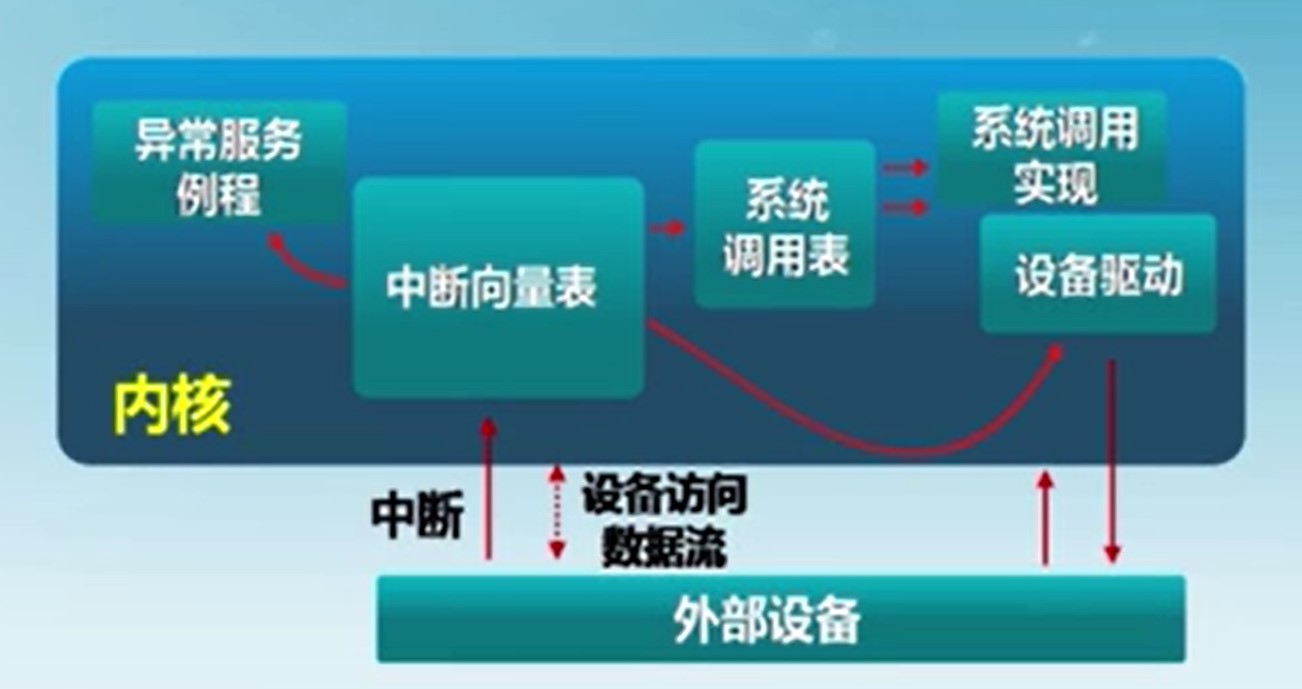 异常服务
例程
中断向量表
系统
调用表
系统调用
实现
设备驱动
内核
中断
设备访问
数据流
外部设备